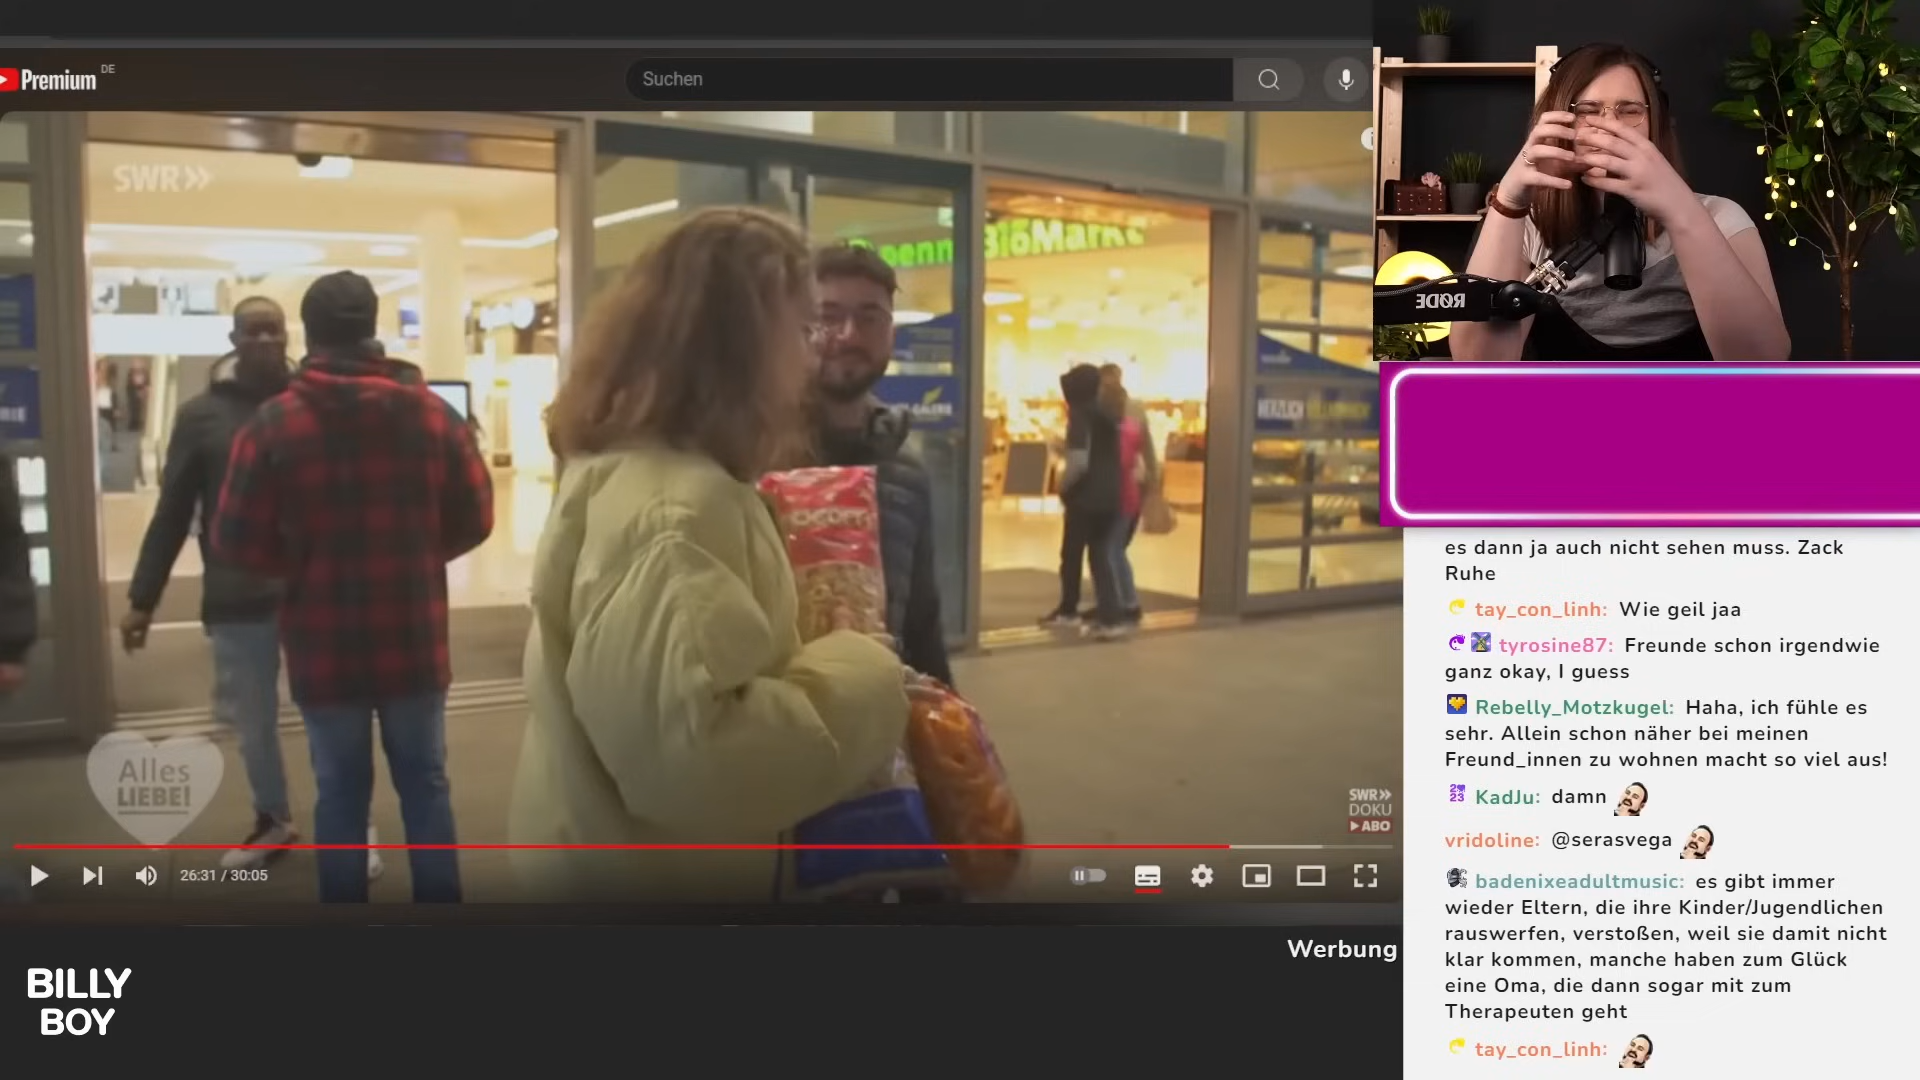 Premium DE
Suchen
SWR»
BioMarkt
HERZLICH
Alles
LIEBE!
SWR»
DOKU
ABO
26:31 / 30:05
Werbung
BILLY
BOY
RØDE
es dann ja auch nicht sehen muss. Zack
Ruhe
tay_con_linh: Wie geil jaa
tyrosine87: Freunde schon irgendwie
ganz okay, I guess
Rebelly_Motzkugel: Haha, ich fühle es
sehr. Allein schon näher bei meinen
Freund_innen zu wohnen macht so viel aus!
KadJu: damn
vridoline: @serasvega
badenixeadultmusic: es gibt immer
wieder Eltern, die ihre Kinder/Jugendlichen
rauswerfen, verstoßen, weil sie damit nicht
klar kommen, manche haben zum Glück
eine Oma, die dann sogar mit zum
Therapeuten geht
tay_con_linh: